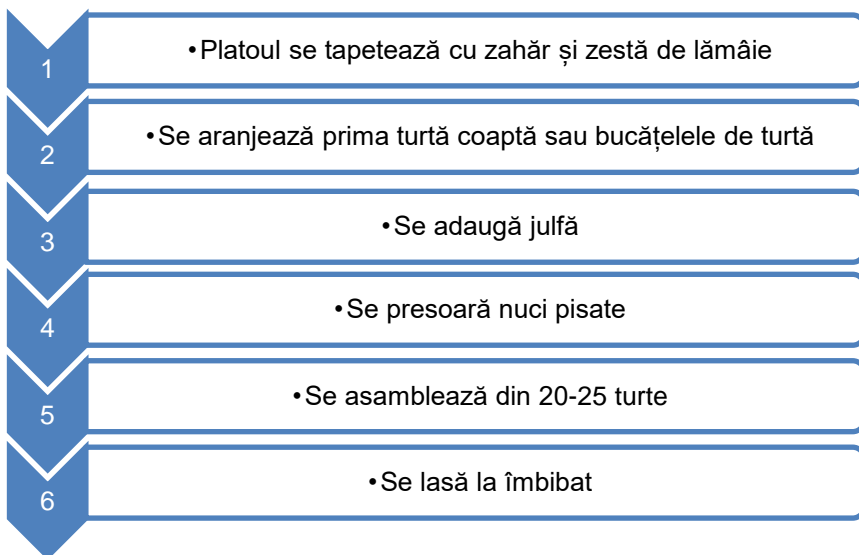 1
•Platoul se tapetează cu zahăr și zestă de lămâie
2
•Se aranjează prima turtă coaptă sau bucățelele de turtă
3
•Se adaugă julfă
4
•Se presoară nuci pisate
5
•Se asamblează din 20-25 turte
6
•Se lasă la îmbibat